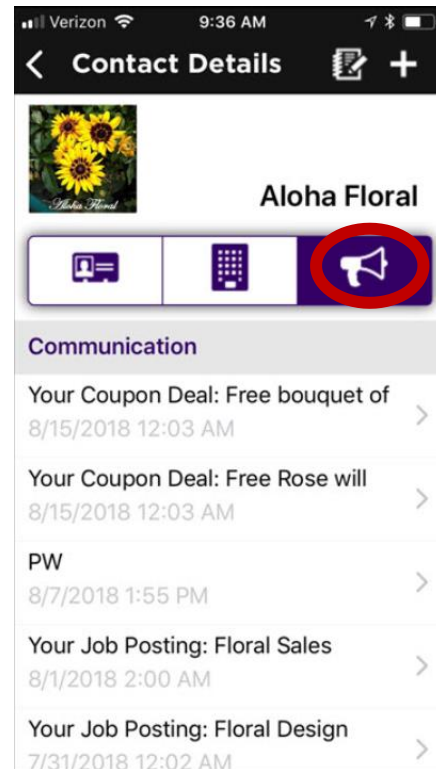 Verizon 9:36 AM
Contact Details
Aloha Floral
Aloha Floral
Communication
Your Coupon Deal: Free bouquet of
8/15/2018 12:03 AM
Your Coupon Deal: Free Rose will
8/15/2018 12:03 AM
PW
8/7/2018 1:55 PM
Your Job Posting: Floral Sales
8/1/2018 2:00 AM
Your Job Posting: Floral Design
7/31/2018 12:02 AM